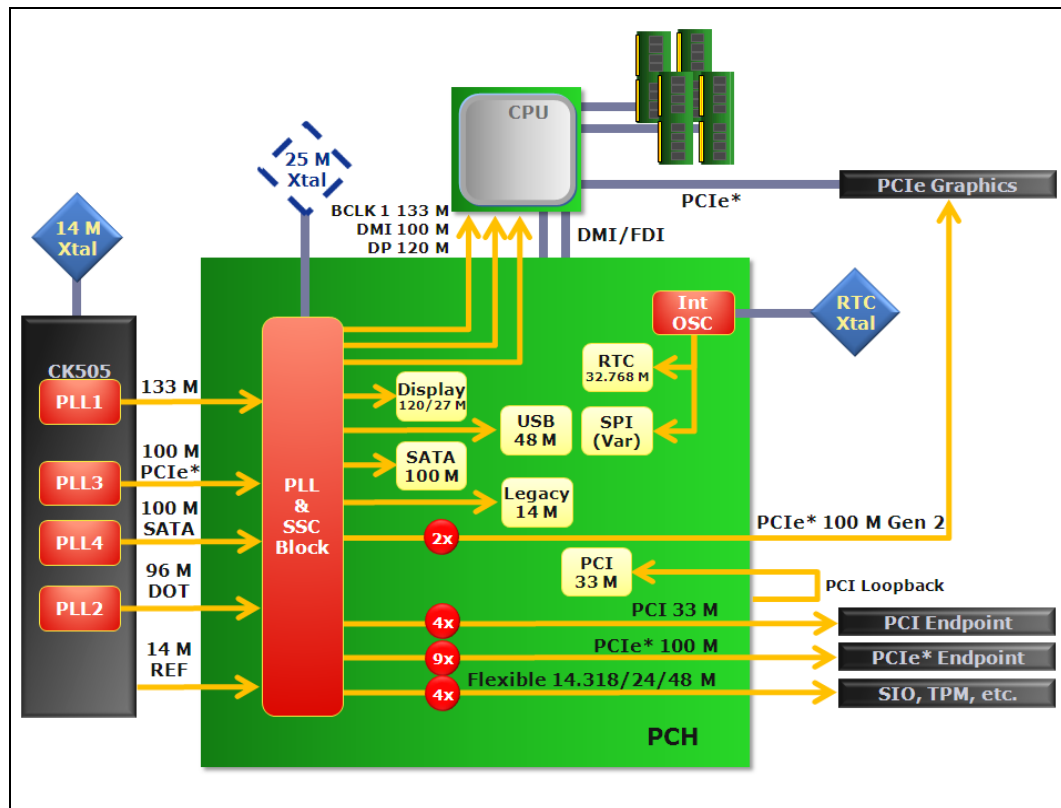 CPU
25 M
Xtal
14 M
Xtal
BCLK 1 133 M
DMI 100 M
DP 120 M
DMI/FDI
PCIe*
PCIe Graphics
Int
OSC
RTC
Xtal
CK505
PLL1
133 M
PLL3
100 M
PCIe*
PLL4
100 M
SATA
PLL2
96 M
DOT
14 M
REF
PLL
&
SSC
Block
Display
120/27 M
USB
48 M
SATA
100 M
Legacy
14 M
RTC
32.768 M
SPI
(Var)
2x
PCIe* 100 M Gen 2
PCI
33 M
PCI Loopback
4x
PCI 33 M
PCI Endpoint
9x
PCIe* 100 M
PCIe* Endpoint
4x
Flexible 14.318/24/48 M
SIO, TPM, etc.
PCH